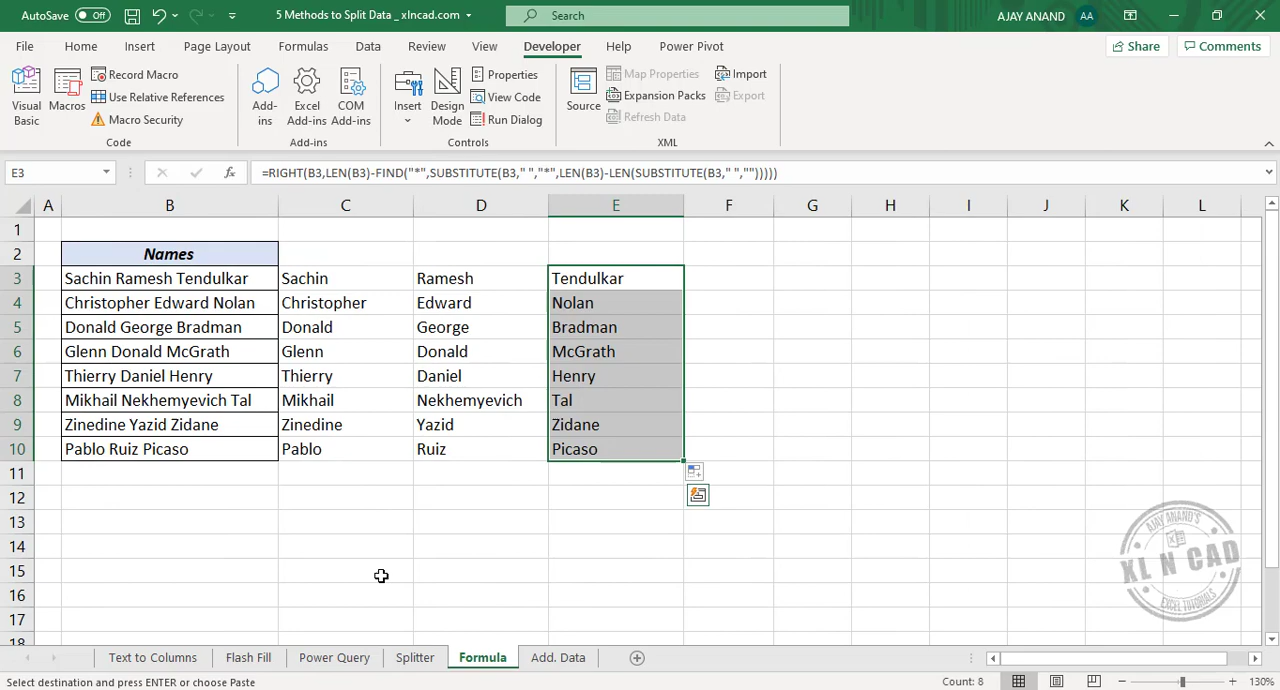 AutoSave Off 5 Methods to Split Data _ xlncad.com Search AJAY ANAND AA
File Home Insert Page Layout Formulas Data Review View Developer Help Power Pivot Share Comments
Visual Basic
Macros
Record Macro
Use Relative References
Macro Security
Code
Add-ins
Excel Add-ins
COM Add-ins
Add-ins
Insert
Design Mode
Properties
View Code
Run Dialog
Controls
Source
Map Properties
Expansion Packs
Refresh Data
Import
Export
XML
E3 fx =RIGHT(B3,LEN(B3)-FIND("*",SUBSTITUTE(B3," ","*",LEN(B3)-LEN(SUBSTITUTE(B3," ","")))))
A B C D E F G H I J K L
1
2 Names
3 Sachin Ramesh Tendulkar Sachin Ramesh Tendulkar
4 Christopher Edward Nolan Christopher Edward Nolan
5 Donald George Bradman Donald George Bradman
6 Glenn Donald McGrath Glenn Donald McGrath
7 Thierry Daniel Henry Thierry Daniel Henry
8 Mikhail Nekhemyevich Tal Mikhail Nekhemyevich Tal
9 Zinedine Yazid Zidane Zinedine Yazid Zidane
10 Pablo Ruiz Picaso Pablo Ruiz Picaso
11
12
13
14
15
16
17
18
AJAY ANAND'S
XL N CAD
EXCEL TUTORIALS
Text to Columns Flash Fill Power Query Splitter Formula Add. Data
Select destination and press ENTER or choose Paste Count: 8 130%